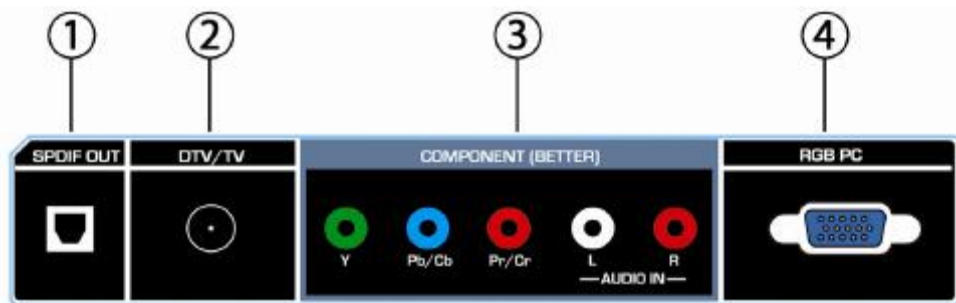 ① ② ③ ④
SPDIF OUT DTV/TV COMPONENT (BETTER) RGB PC
Y Pb/Cb Pr/Cr L R
AUDIO IN